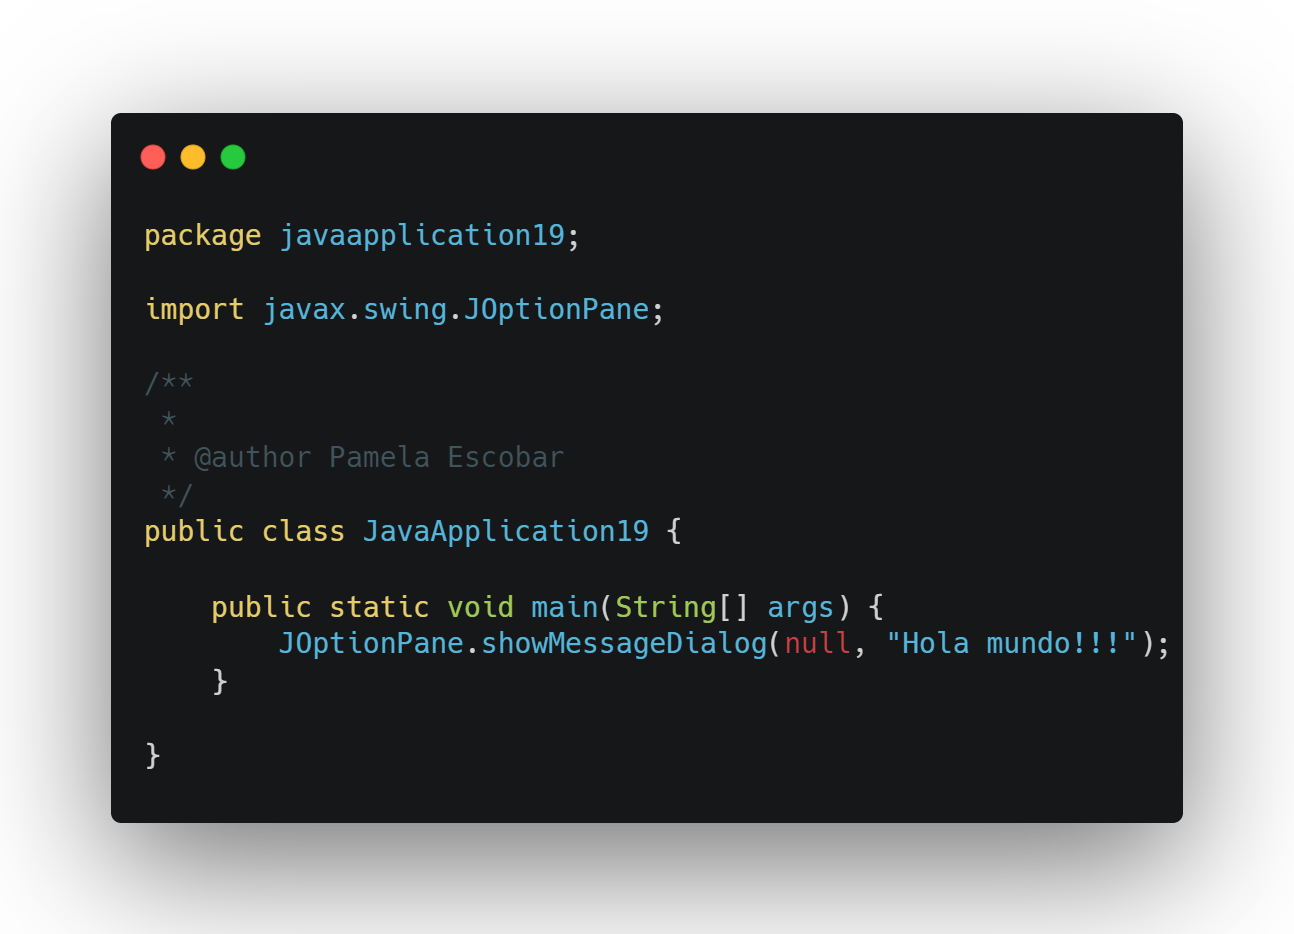 package javaapplication19;
import javax.swing.JOptionPane;
/**
 *
 * @author Pamela Escobar
 */
public class JavaApplication19 {
    public static void main(String[] args) {
        JOptionPane.showMessageDialog(null, "Hola mundo!!!");
    }
}